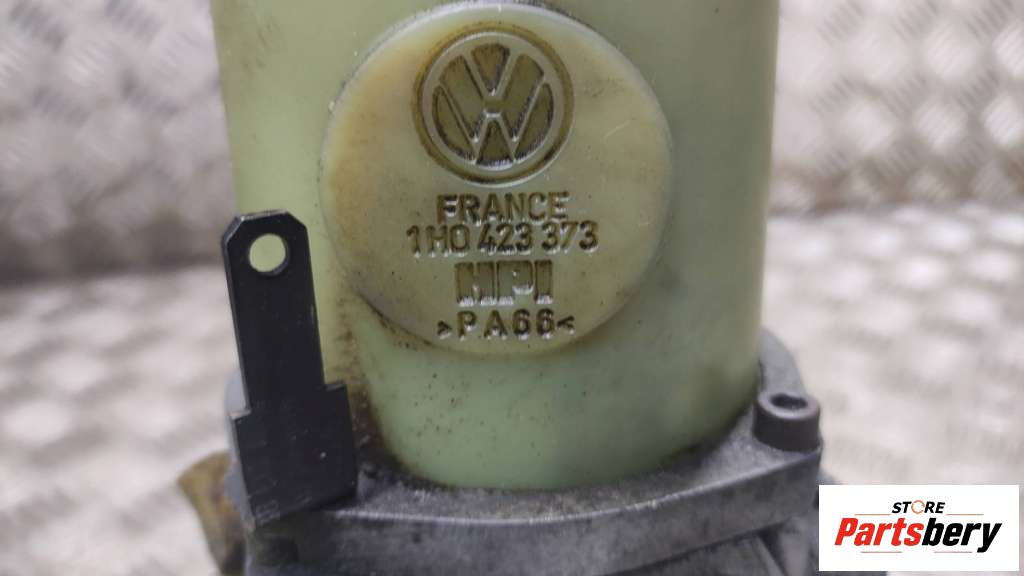 FRANCE
1H0 423 373
HPI
>PA66<
STORE
Partsbery